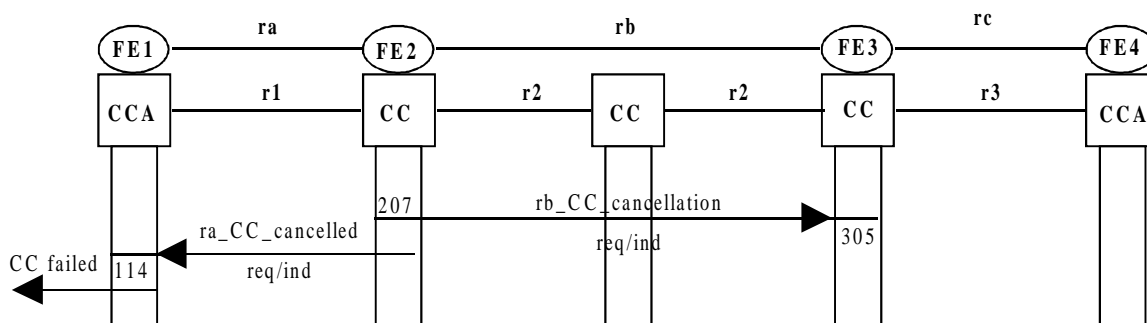 ra rb rc
FE1 FE2 FE3 FE4
r1 r2 r2 r3
CCA CC CC CC CCA
207 rb_CC_cancellation
ra_CC_cancelled req/ind 305
CC failed 114 req/ind